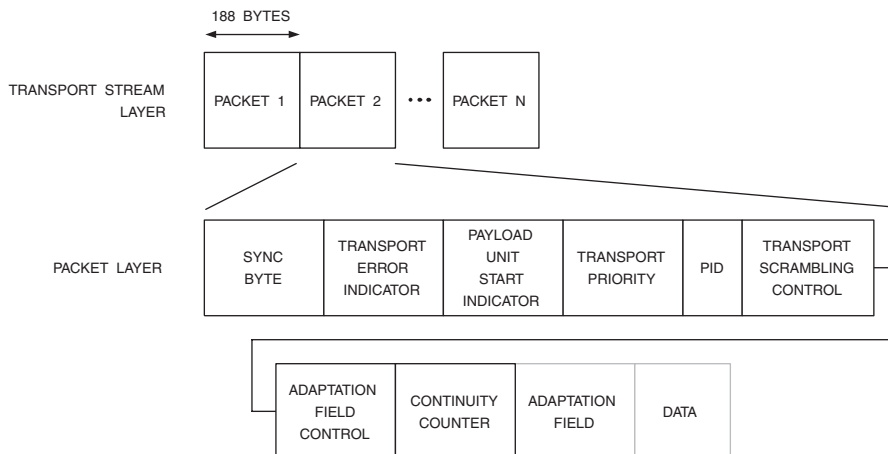 188 BYTES
TRANSPORT STREAM
LAYER
PACKET 1
PACKET 2
PACKET N
PACKET LAYER
SYNC
BYTE
TRANSPORT
ERROR
INDICATOR
PAYLOAD
UNIT
START
INDICATOR
TRANSPORT
PRIORITY
PID
TRANSPORT
SCRAMBLING
CONTROL
ADAPTATION
FIELD
CONTROL
CONTINUITY
COUNTER
ADAPTATION
FIELD
DATA